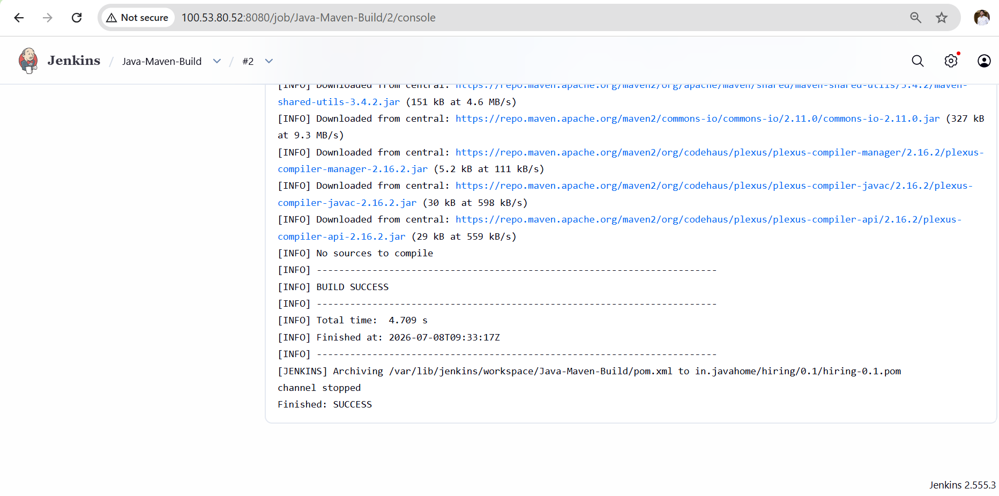 Not secure 100.53.80.52:8080/job/Java-Maven-Build/2/console
Jenkins / Java-Maven-Build / #2
[INFO] Downloaded from central: https://repo.maven.apache.org/maven2/org/apache/maven/shared/maven-shared-utils/3.4.2/maven-
shared-utils-3.4.2.jar (151 kB at 4.6 MB/s)
[INFO] Downloaded from central: https://repo.maven.apache.org/maven2/commons-io/commons-io/2.11.0/commons-io-2.11.0.jar (327 kB
at 9.3 MB/s)
[INFO] Downloaded from central: https://repo.maven.apache.org/maven2/org/codehaus/plexus/plexus-compiler-manager/2.16.2/plexus-
compiler-manager-2.16.2.jar (5.2 kB at 111 kB/s)
[INFO] Downloaded from central: https://repo.maven.apache.org/maven2/org/codehaus/plexus/plexus-compiler-javac/2.16.2/plexus-
compiler-javac-2.16.2.jar (30 kB at 598 kB/s)
[INFO] Downloaded from central: https://repo.maven.apache.org/maven2/org/codehaus/plexus/plexus-compiler-api/2.16.2/plexus-
compiler-api-2.16.2.jar (29 kB at 559 kB/s)
[INFO] No sources to compile
[INFO] ------------------------------------------------------------------------
[INFO] BUILD SUCCESS
[INFO] ------------------------------------------------------------------------
[INFO] Total time:  4.709 s
[INFO] Finished at: 2026-07-08T09:33:17Z
[INFO] ------------------------------------------------------------------------
[JENKINS] Archiving /var/lib/jenkins/workspace/Java-Maven-Build/pom.xml to in.javahome/hiring/0.1/hiring-0.1.pom
channel stopped
Finished: SUCCESS
Jenkins 2.555.3